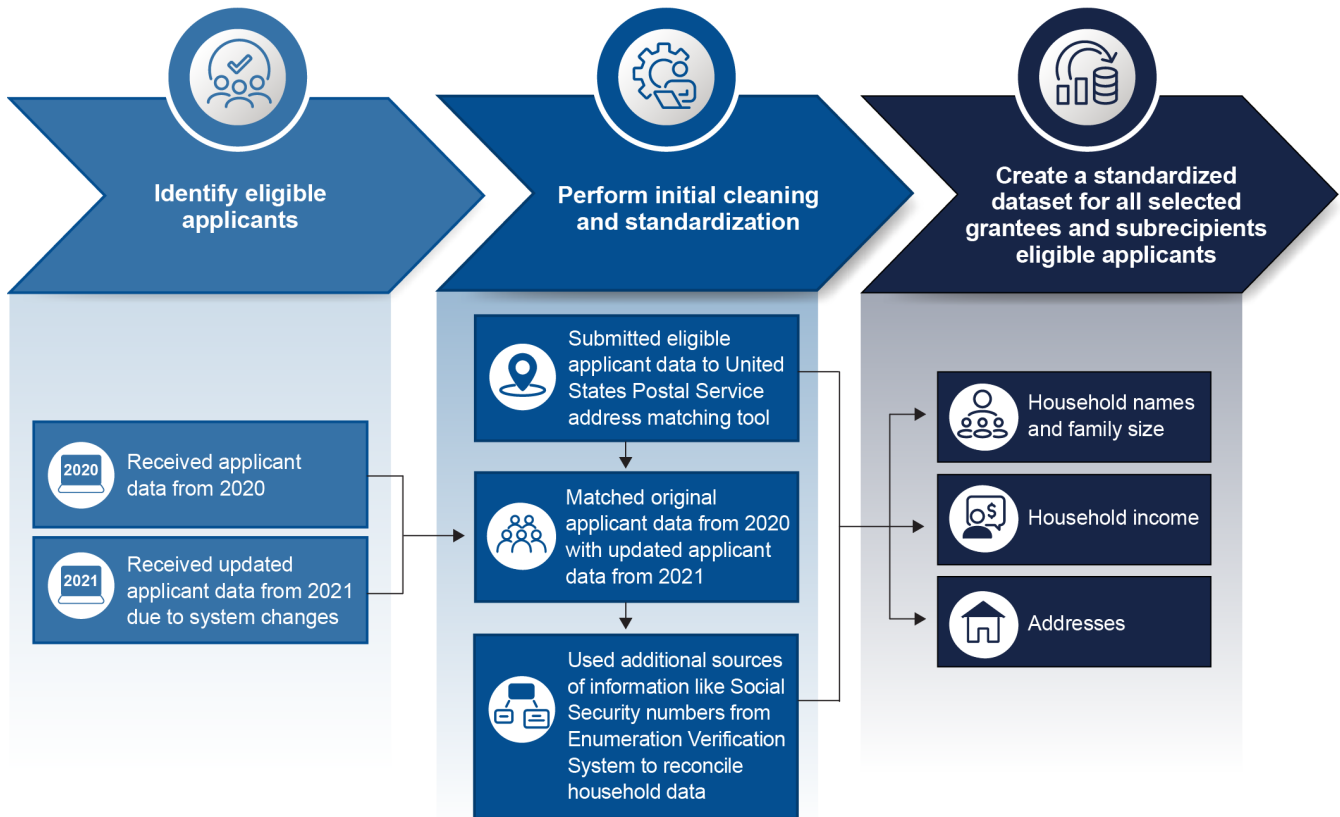 Identify eligible
applicants
Perform initial cleaning
and standardization
Create a standardized
dataset for all selected
grantees and subrecipients
eligible applicants
2020
Received applicant
data from 2020
2021
Received updated
applicant data from 2021
due to system changes
Submitted eligible
applicant data to United
States Postal Service
address matching tool
Matched original
applicant data from 2020
with updated applicant
data from 2021
Used additional sources
of information like Social
Security numbers from
Enumeration Verification
System to reconcile
household data
Household names
and family size
$
Household income
Addresses